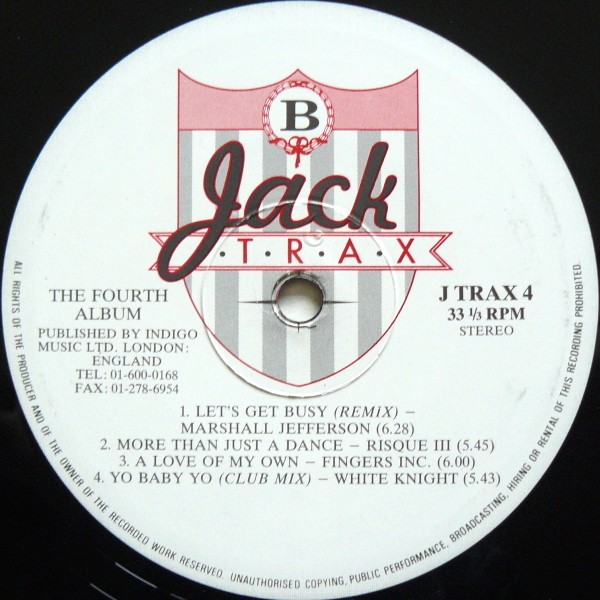 B
Jack
·T·R·A·X
THE FOURTH
ALBUM
PUBLISHED BY INDIGO
MUSIC LTD. LONDON:
ENGLAND
TEL: 01-600-0168
FAX: 01-278-6954
J TRAX 4
33 ⅓ RPM
STEREO
1. LET'S GET BUSY (REMIX) –
MARSHALL JEFFERSON (6.28)
2. MORE THAN JUST A DANCE – RISQUE III (5.45)
3. A LOVE OF MY OWN – FINGERS INC. (6.00)
4. YO BABY YO (CLUB MIX) – WHITE KNIGHT (5.43)
ALL RIGHTS OF THE PRODUCER AND OF THE OWNER OF THE RECORDED WORK RESERVED. UNAUTHORISED COPYING, PUBLIC PERFORMANCE, BROADCASTING, HIRING OR RENTAL OF THIS RECORDING PROHIBITED.